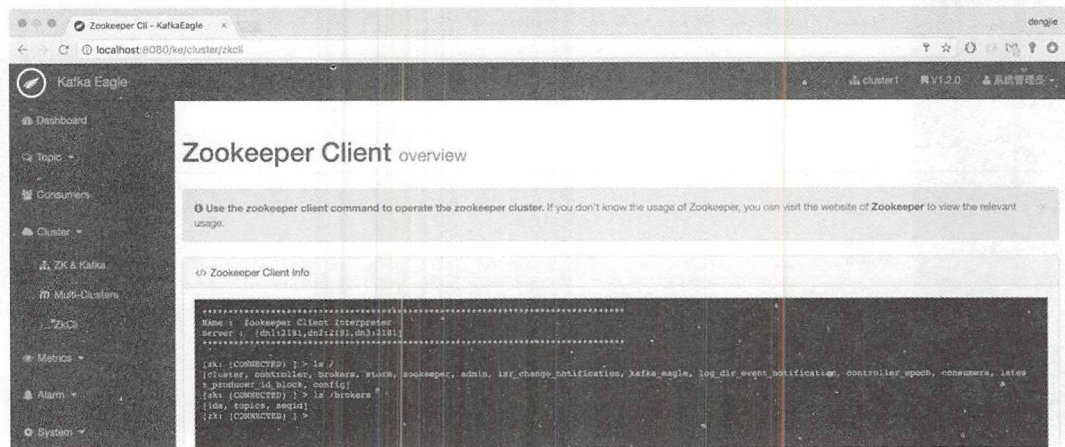 Zookeeper Cli - KafkaEagle ×
dengjie
localhost:8080/ke/cluster/zkcli
Kafka Eagle
cluster1 V1.2.0 系统管理员
Dashboard
Topic
Consumers
Cluster
ZK & Kafka
Multi-Clusters
ZkCli
Metrics
Alarm
System
Zookeeper Client overview
Use the zookeeper client command to operate the zookeeper cluster. If you don't know the usage of Zookeeper, you can visit the website of Zookeeper to view the relevant
usage.
</> Zookeeper Client Info
Name : Zookeeper Client Interpreter
Server : [dn1:2181,dn2:2181,dn3:2181]
[zk: (CONNECTED) ] > ls /
[cluster, controller, brokers, storm, zookeeper, admin, isr_change_notification, kafka_eagle, log_dir_event_notification, controller_epoch, consumers, lates
t_producer_id_block, config]
[zk: (CONNECTED) ] > ls /brokers
[ids, topics, seqid]
[zk: (CONNECTED) ] >